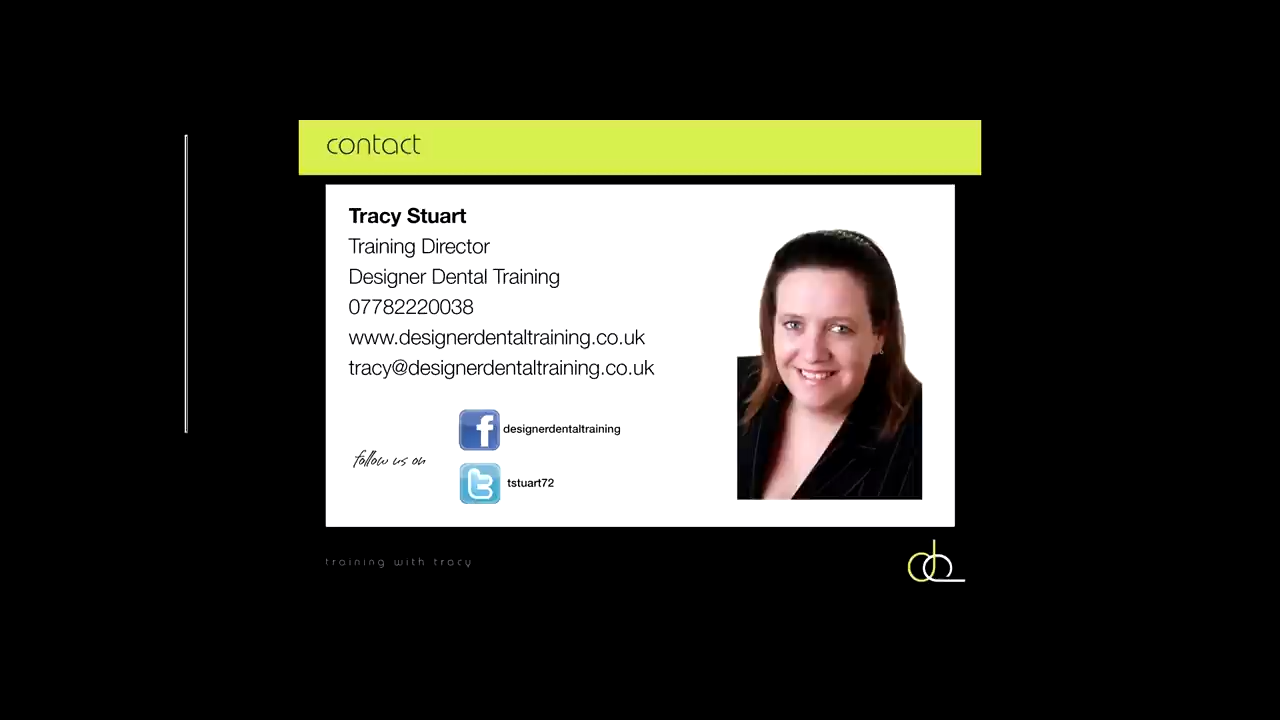 contact
Tracy Stuart
Training Director
Designer Dental Training
07782220038
www.designerdentaltraining.co.uk
tracy@designerdentaltraining.co.uk
follow us on
designerdentaltraining
tstuart72
training with tracy